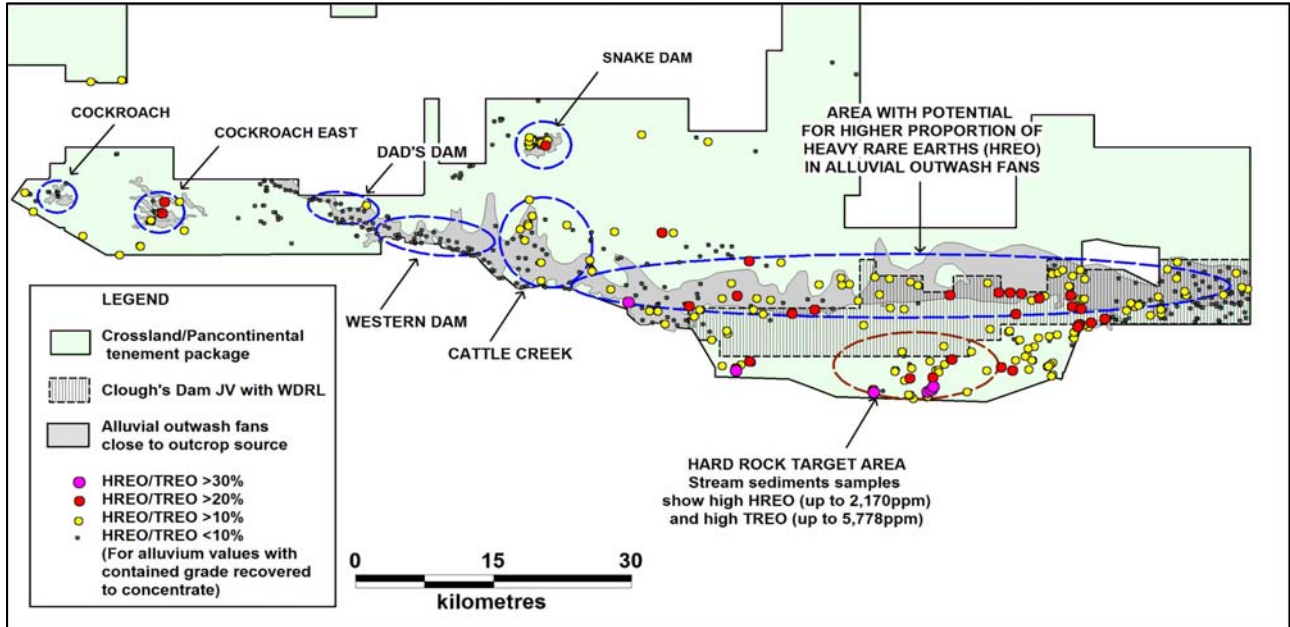 SNAKE DAM
COCKROACH
COCKROACH EAST
DAD'S DAM
AREA WITH POTENTIAL
FOR HIGHER PROPORTION OF
HEAVY RARE EARTHS (HREO)
IN ALLUVIAL OUTWASH FANS
WESTERN DAM
CATTLE CREEK
LEGEND
Crossland/Pancontinental
tenement package
Clough's Dam JV with WDRL
Alluvial outwash fans
close to outcrop source
HREO/TREO >30%
HREO/TREO >20%
HREO/TREO >10%
HREO/TREO <10%
(For alluvium values with
contained grade recovered
to concentrate)
HARD ROCK TARGET AREA
Stream sediments samples
show high HREO (up to 2,170ppm)
and high TREO (up to 5,778ppm)
0 15 30
kilometres